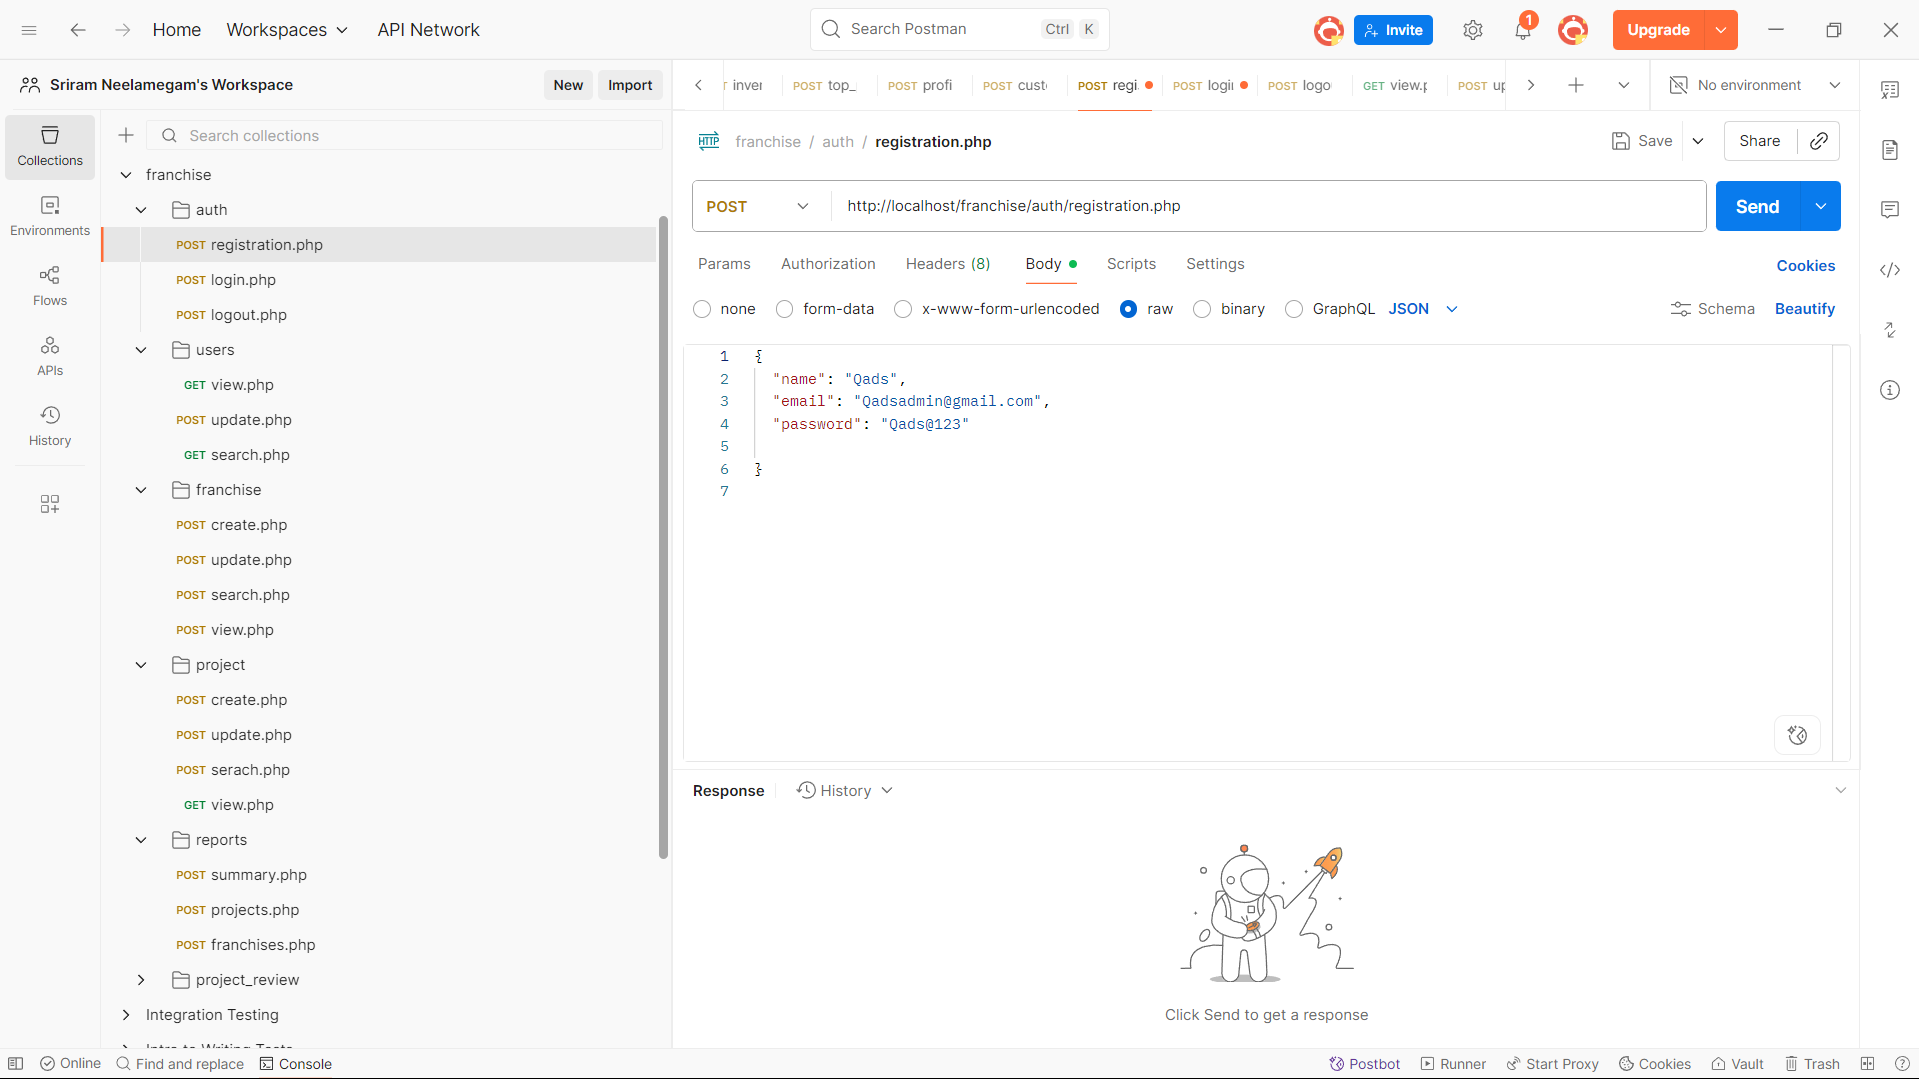 Home
Workspaces
API Network
Search Postman
Ctrl
K
Invite
1
Upgrade
Sriram Neelamegam's Workspace
New
Import
inver
POST top_
POST profi
POST cust
POST regi
POST logi
POST logo
GET view.p
POST up
No environment
Collections
Environments
Flows
APIs
History
Search collections
franchise
auth
POST registration.php
POST login.php
POST logout.php
users
GET view.php
POST update.php
GET search.php
franchise
POST create.php
POST update.php
POST search.php
POST view.php
project
POST create.php
POST update.php
POST serach.php
GET view.php
reports
POST summary.php
POST projects.php
POST franchises.php
project_review
Integration Testing
HTTP franchise / auth / registration.php
Save
Share
POST
http://localhost/franchise/auth/registration.php
Send
Params
Authorization
Headers (8)
Body
Scripts
Settings
Cookies
none
form-data
x-www-form-urlencoded
raw
binary
GraphQL
JSON
Schema
Beautify
1 {
2 "name": "Qads",
3 "email": "Qadsadmin@gmail.com",
4 "password": "Qads@123"
5
6 }
7
Response
History
Click Send to get a response
Online
Find and replace
Console
Postbot
Runner
Start Proxy
Cookies
Vault
Trash